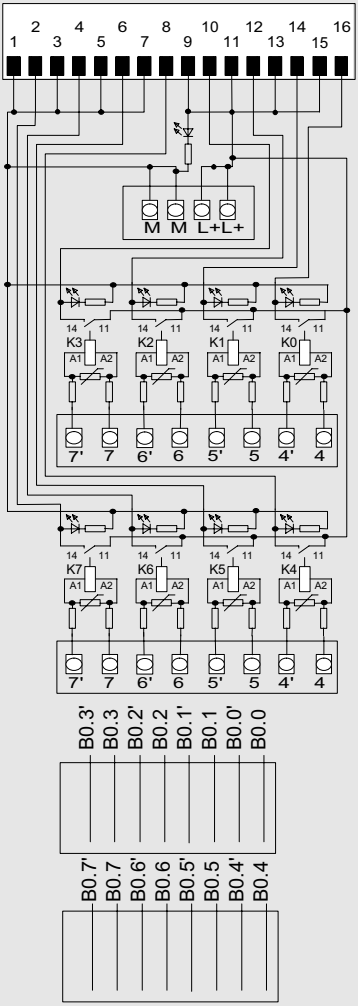 1 2 3 4 5 6 7 8 9 10 11 12 13 14 15 16
M M L+ L+
14 11 14 11 14 11 14 11
K3 K2 K1 K0
A1 A2 A1 A2 A1 A2 A1 A2
7' 7 6' 6 5' 5 4' 4
14 11 14 11 14 11 14 11
K7 K6 K5 K4
A1 A2 A1 A2 A1 A2 A1 A2
7' 7 6' 6 5' 5 4' 4
B0.3' B0.3 B0.2' B0.2 B0.1' B0.1 B0.0' B0.0
B0.7' B0.7 B0.6' B0.6 B0.5' B0.5 B0.4' B0.4